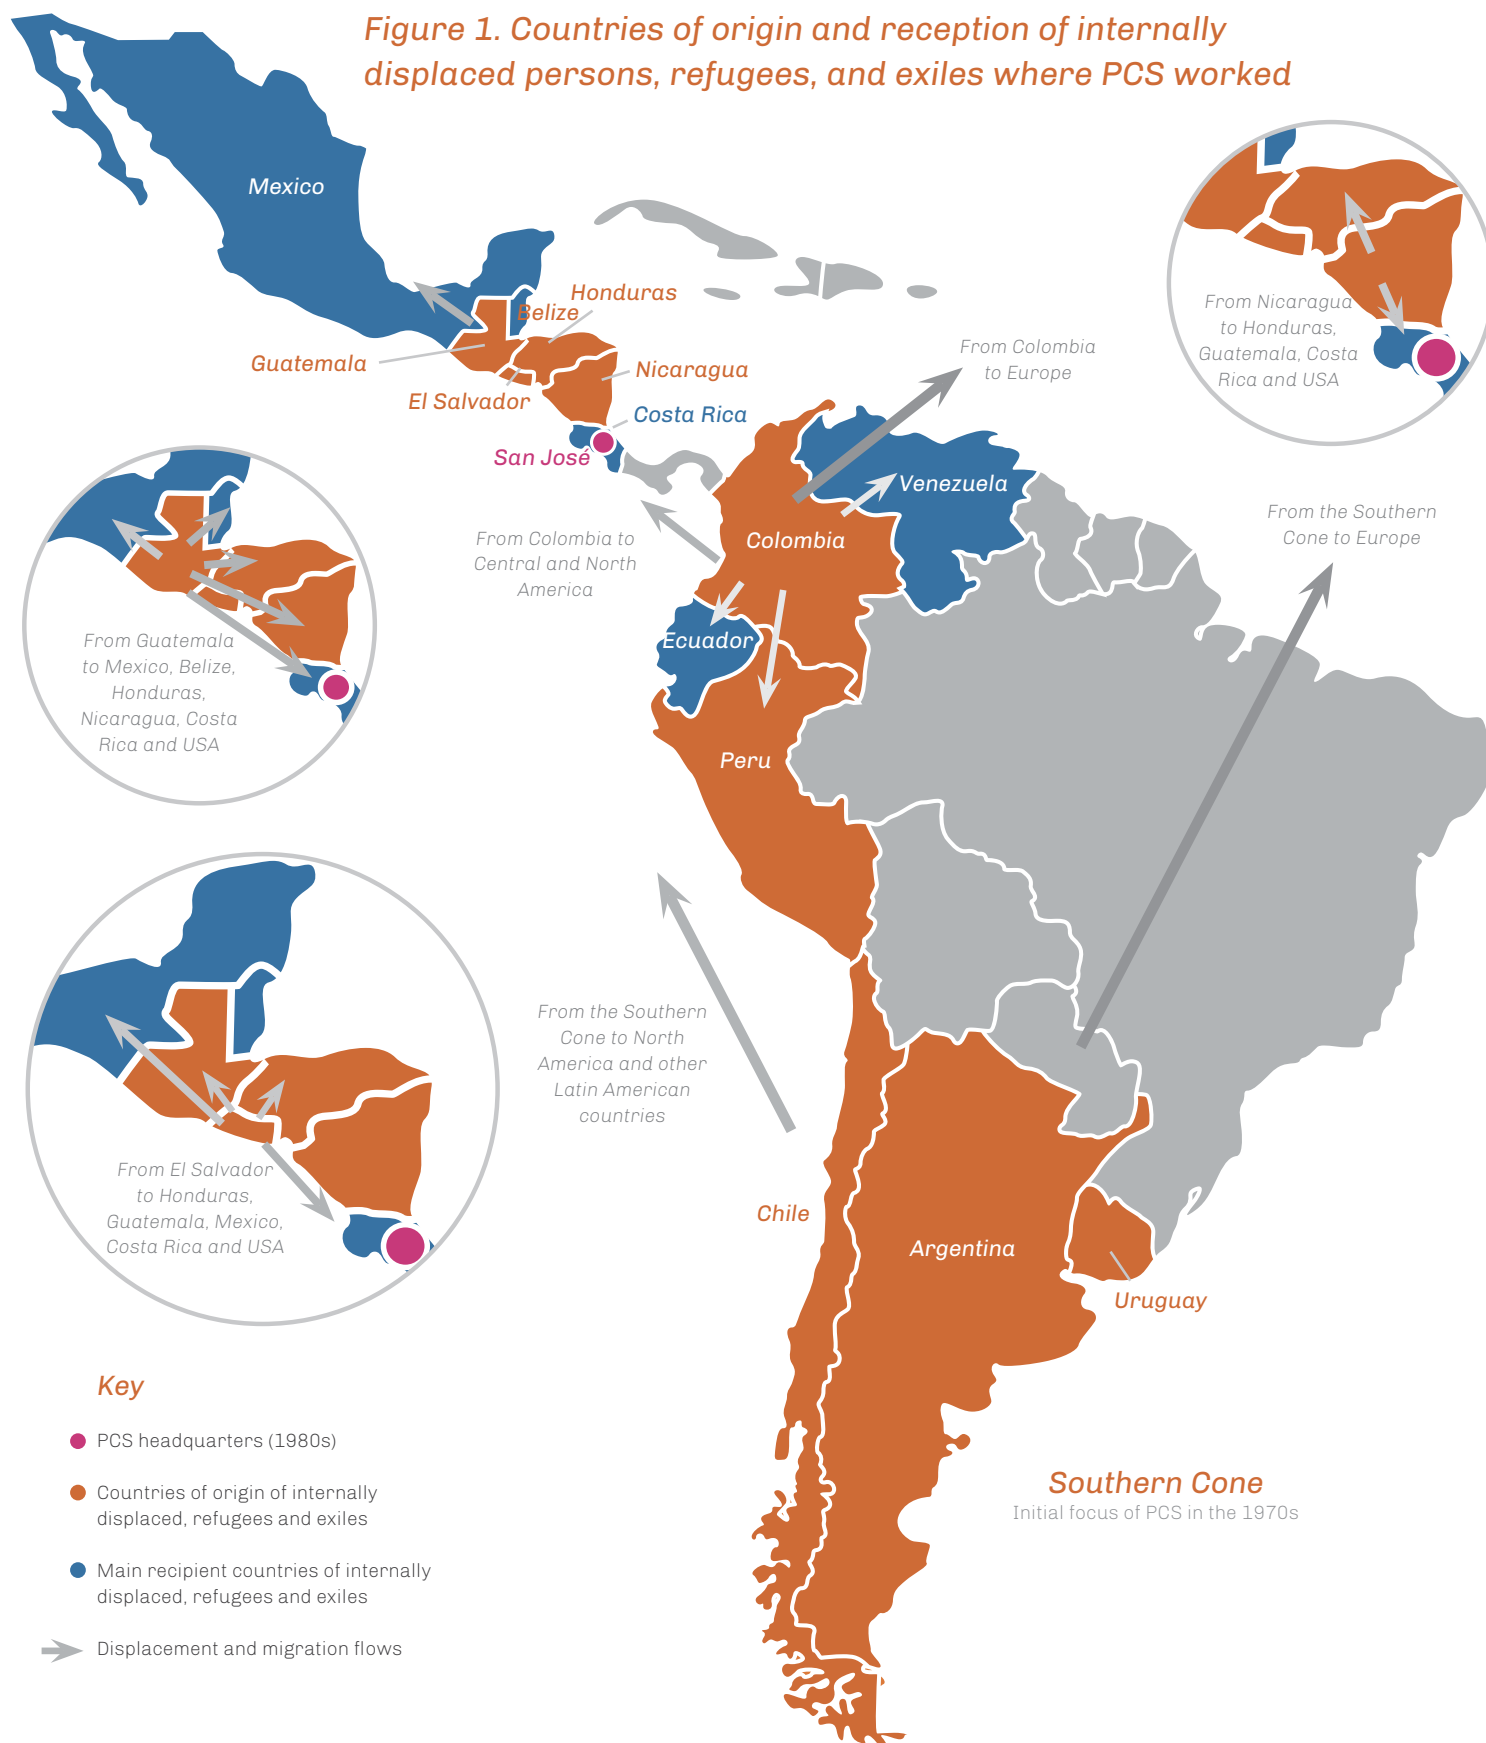 Figure 1. Countries of origin and reception of internally
displaced persons, refugees, and exiles where PCS worked
Mexico
Honduras
Belize
Guatemala
Nicaragua
El Salvador
Costa Rica
San José
From Nicaragua
to Honduras,
Guatemala, Costa
Rica and USA
From Colombia
to Europe
Venezuela
From Colombia to
Central and North
America
Colombia
From the Southern
Cone to Europe
Ecuador
Peru
From Guatemala
to Mexico, Belize,
Honduras,
Nicaragua, Costa
Rica and USA
From the Southern
Cone to North
America and other
Latin American
countries
From El Salvador
to Honduras,
Guatemala, Mexico,
Costa Rica and USA
Chile
Argentina
Uruguay
Key
PCS headquarters (1980s)
Countries of origin of internally
displaced, refugees and exiles
Main recipient countries of internally
displaced, refugees and exiles
Displacement and migration flows
Southern Cone
Initial focus of PCS in the 1970s